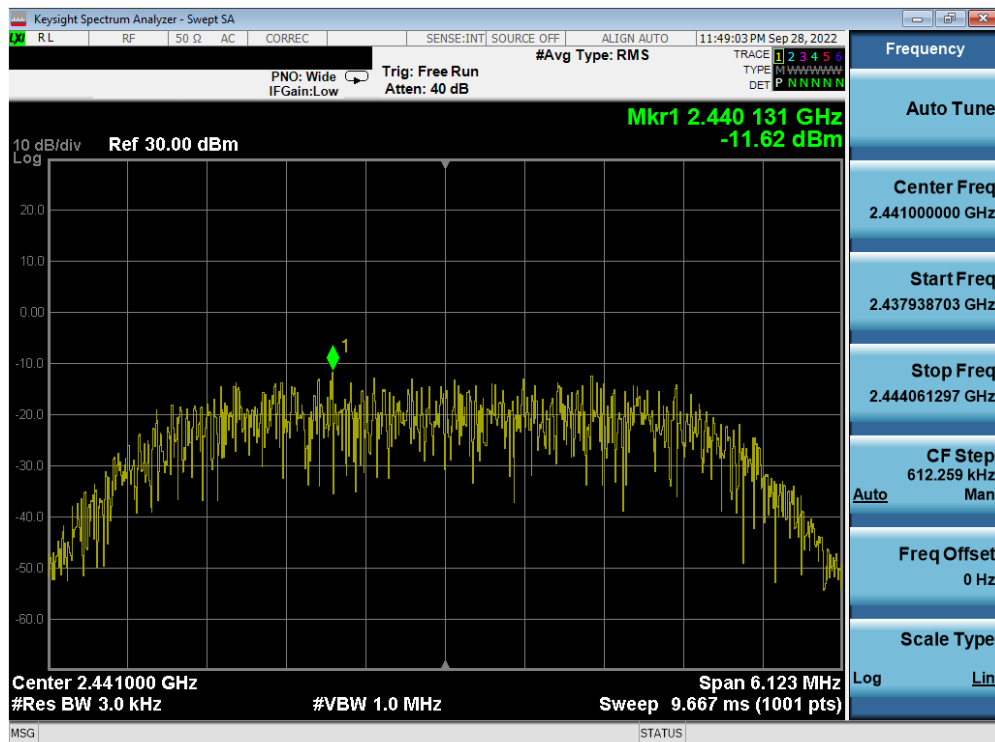 Keysight Spectrum Analyzer - Swept SA
LXI RL RF 50 Ω AC CORREC SENSE:INT SOURCE OFF ALIGN AUTO 11:49:03 PM Sep 28, 2022
PNO: Wide
IFGain:Low
Trig: Free Run
Atten: 40 dB
#Avg Type: RMS
TRACE 1 2 3 4 5 6
TYPE M W W W W W
DET P N N N N N
Mkr1 2.440 131 GHz
-11.62 dBm
10 dB/div
Log
Ref 30.00 dBm
20.0
10.0
0.00
-10.0
-20.0
-30.0
-40.0
-50.0
-60.0
1
Center 2.441000 GHz
#Res BW 3.0 kHz
#VBW 1.0 MHz
Span 6.123 MHz
Sweep 9.667 ms (1001 pts)
MSG
STATUS
Frequency
Auto Tune
Center Freq
2.441000000 GHz
Start Freq
2.437938703 GHz
Stop Freq
2.444061297 GHz
CF Step
612.259 kHz
Auto Man
Freq Offset
0 Hz
Scale Type
Log Lin